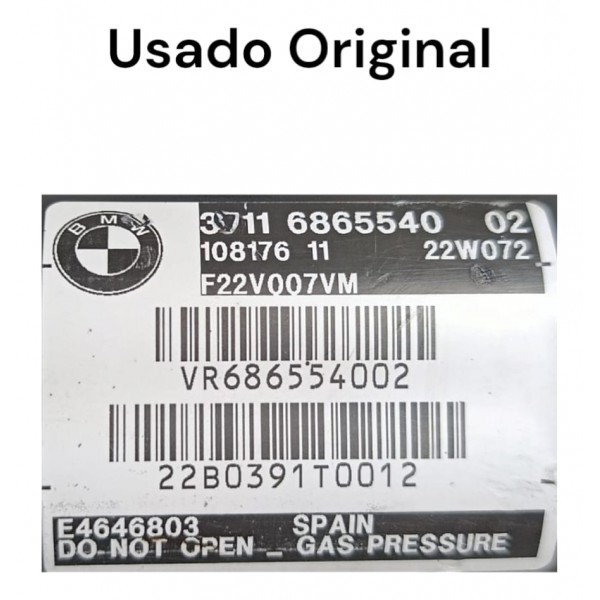 Usado Original
BMW
3711 6865540 02
108176 11 22W072
F22V007VM
VR686554002
22B0391T0012
E4646803 SPAIN
DO NOT OPEN _ GAS PRESSURE